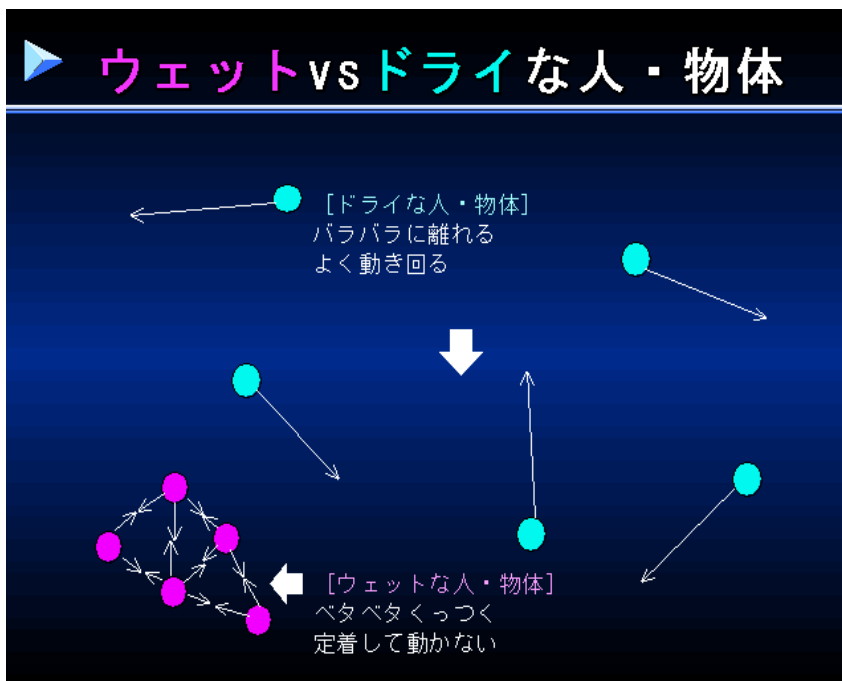 ウェットvsドライな人・物体
[ドライな人・物体]
バラバラに離れる
よく動き回る
[ウェットな人・物体]
ベタベタくっつく
定着して動かない